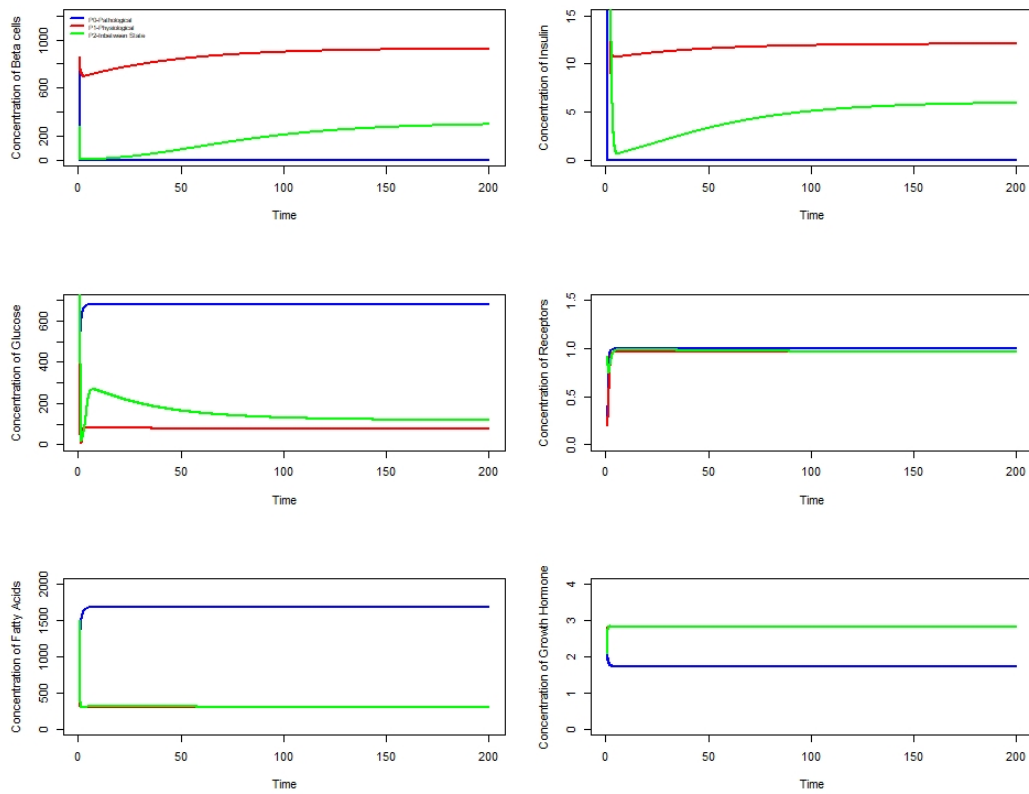 Concentration of Beta cells
0 200 600 1000
P0-Pathological
P1-Physiological
P2-Inbetween State
0 50 100 150 200
Time
Concentration of Insulin
0 5 10 15
0 50 100 150 200
Time
Concentration of Glucose
0 200 400 600
0 50 100 150 200
Time
Concentration of Receptors
0.0 0.5 1.0 1.5
0 50 100 150 200
Time
Concentration of Fatty Acids
0 500 1000 1500 2000
0 50 100 150 200
Time
Concentration of Growth Hormone
0 1 2 3 4
0 50 100 150 200
Time